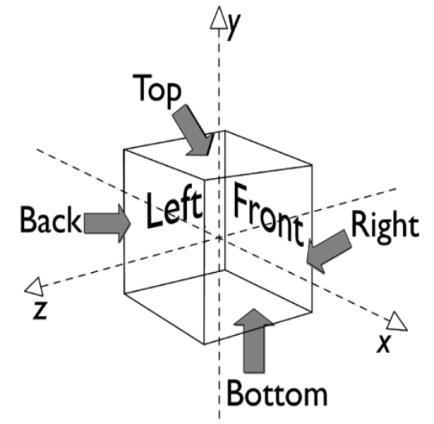 y
Top
Left Front
Back
Right
z
x
Bottom